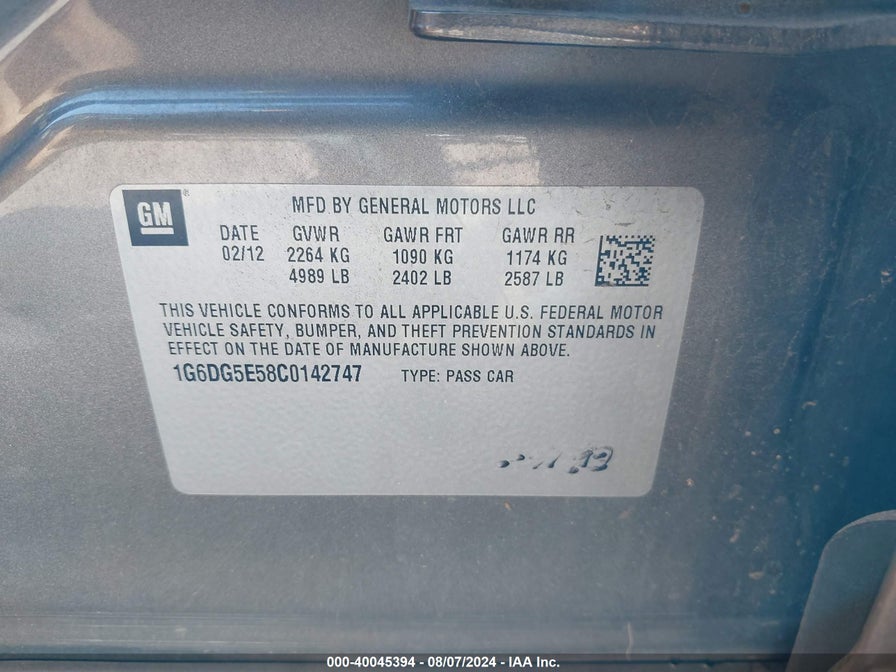 GM
MFD BY GENERAL MOTORS LLC
DATE GVWR GAWR FRT GAWR RR
02/12 2264 KG 1090 KG 1174 KG
4989 LB 2402 LB 2587 LB
THIS VEHICLE CONFORMS TO ALL APPLICABLE U.S. FEDERAL MOTOR
VEHICLE SAFETY, BUMPER, AND THEFT PREVENTION STANDARDS IN
EFFECT ON THE DATE OF MANUFACTURE SHOWN ABOVE.
1G6DG5E58C0142747 TYPE: PASS CAR
000-40045394 - 08/07/2024 - IAA Inc.